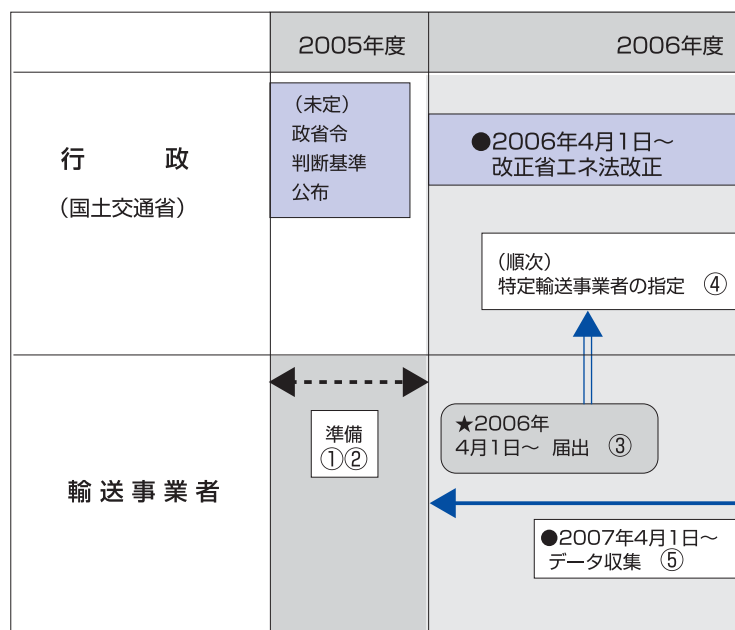 2005年度
2006年度
行 政
（国土交通省）
（未定）
政省令
判断基準
公布
●2006年4月1日～
改正省エネ法改正
（順次）
特定輸送事業者の指定 ④
輸送事業者
準備
①②
★2006年
4月1日～ 届出 ③
●2007年4月1日～
データ収集 ⑤